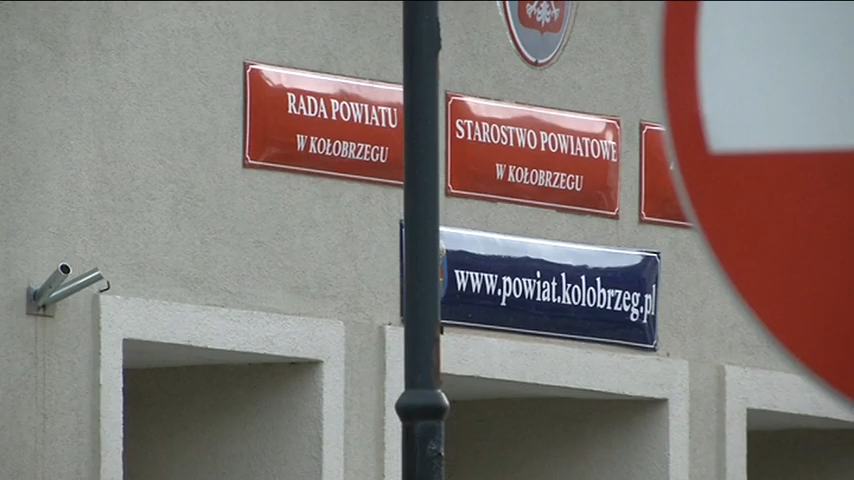 RADA POWIATU
W KOŁOBRZEGU
STAROSTWO POWIATOWE
W KOŁOBRZEGU
www.powiat.kolobrzeg.pl